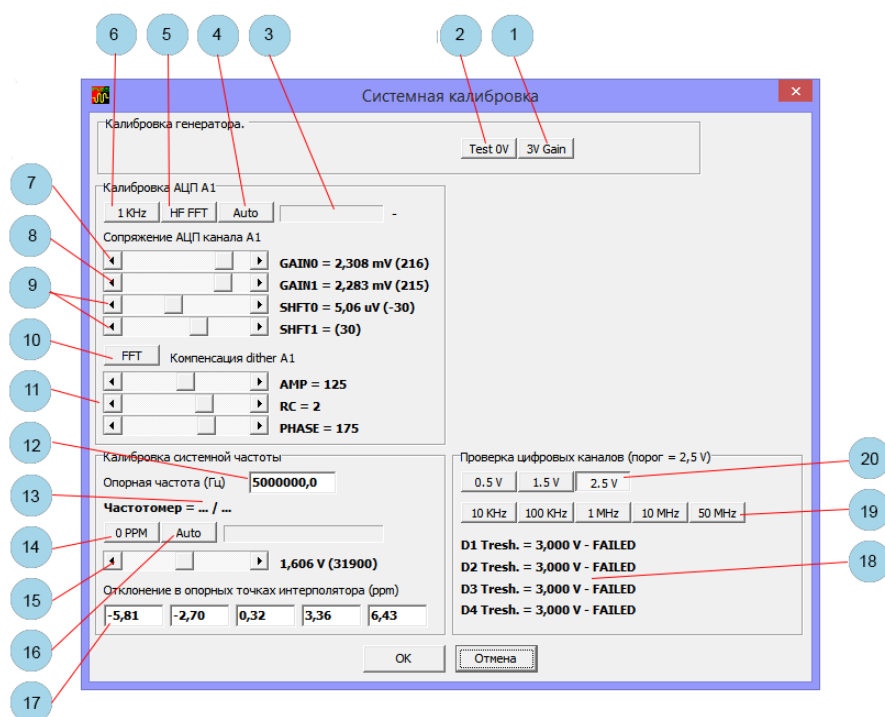 6 5 4 3 2 1
Системная калибровка
x
Калибровка генератора.
Test 0V 3V Gain
7
Калибровка АЦП A1
1 KHz HF FFT Auto -
8
Сопряжение АЦП канала A1
GAIN0 = 2,308 mV (216)
9
GAIN1 = 2,283 mV (215)
SHFT0 = 5,06 uV (-30)
SHFT1 = (30)
10
FFT Компенсация dither A1
11
AMP = 125
RC = 2
PHASE = 175
12
Калибровка системной частоты
Опорная частота (Гц) 5000000,0
13
Частотомер = ... / ...
14
0 PPM Auto
15
1,606 V (31900)
Отклонение в опорных точках интерполятора (ppm)
-5,81 -2,70 0,32 3,36 6,43
16
17
Проверка цифровых каналов (порог = 2,5 V)
0.5 V 1.5 V 2.5 V
20
10 KHz 100 KHz 1 MHz 10 MHz 50 MHz
19
D1 Tresh. = 3,000 V - FAILED
D2 Tresh. = 3,000 V - FAILED
18
D3 Tresh. = 3,000 V - FAILED
D4 Tresh. = 3,000 V - FAILED
OK Отмена